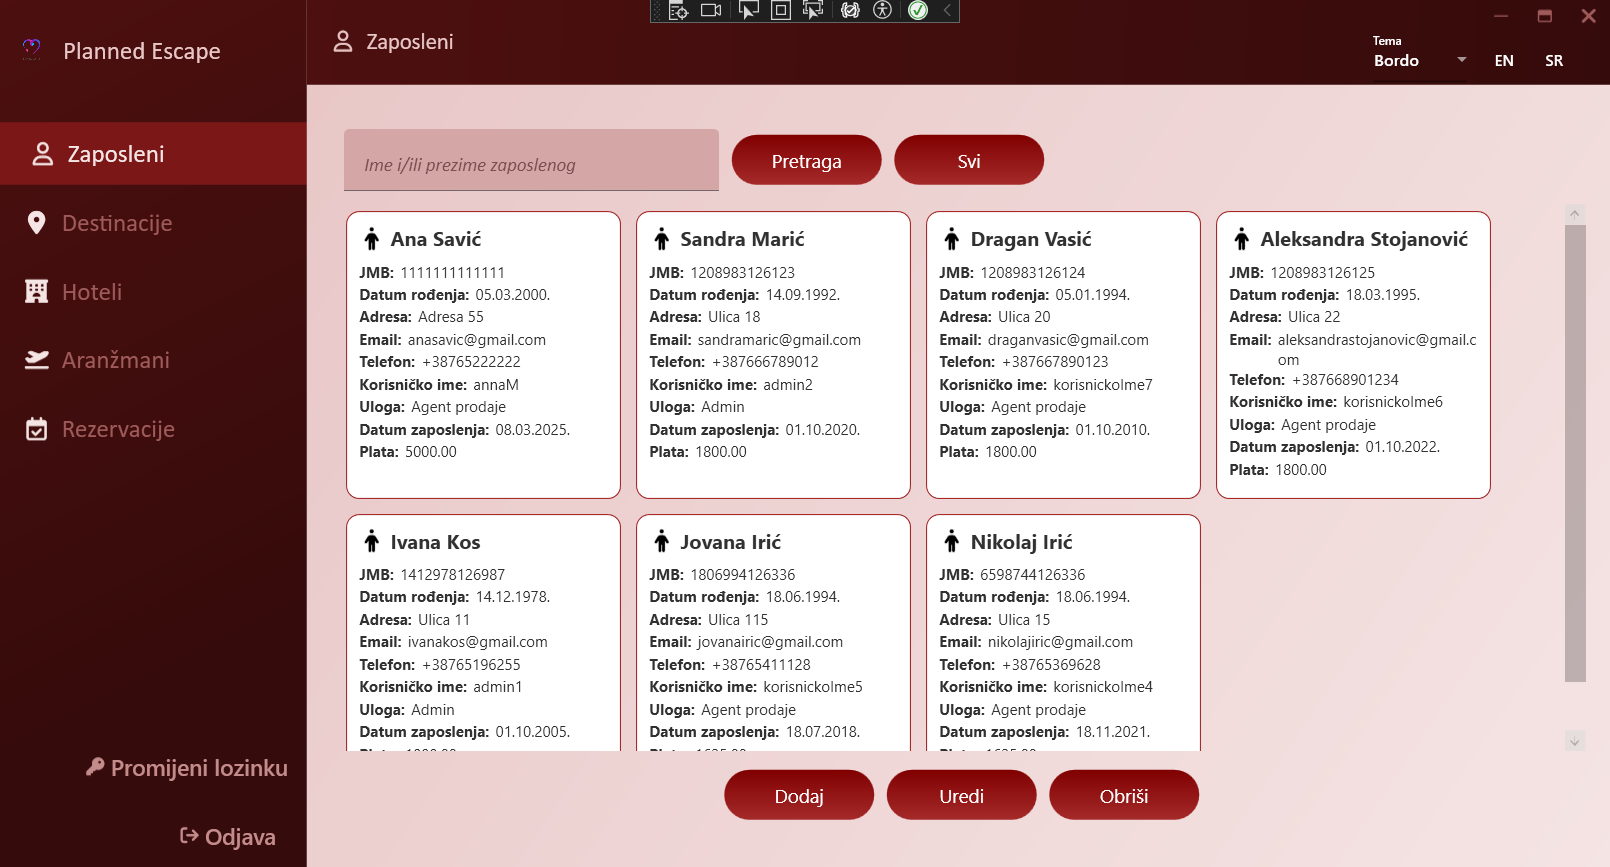 Planned Escape
Zaposleni
Tema
Bordo
EN
SR
Zaposleni
Destinacije
Hoteli
Aranžmani
Rezervacije
Promijeni lozinku
Odjava
Ime i/ili prezime zaposlenog
Pretraga
Svi
Ana Savić
JMB: 1111111111111
Datum rođenja: 05.03.2000.
Adresa: Adresa 55
Email: anasavic@gmail.com
Telefon: +38765222222
Korisničko ime: annaM
Uloga: Agent prodaje
Datum zaposlenja: 08.03.2025.
Plata: 5000.00
Sandra Marić
JMB: 1208983126123
Datum rođenja: 14.09.1992.
Adresa: Ulica 18
Email: sandramaric@gmail.com
Telefon: +387666789012
Korisničko ime: admin2
Uloga: Admin
Datum zaposlenja: 01.10.2020.
Plata: 1800.00
Dragan Vasić
JMB: 1208983126124
Datum rođenja: 05.01.1994.
Adresa: Ulica 20
Email: draganvasic@gmail.com
Telefon: +387667890123
Korisničko ime: korisnickoIme7
Uloga: Agent prodaje
Datum zaposlenja: 01.10.2010.
Plata: 1800.00
Aleksandra Stojanović
JMB: 1208983126125
Datum rođenja: 18.03.1995.
Adresa: Ulica 22
Email: aleksandrastojanovic@gmail.c
om
Telefon: +387668901234
Korisničko ime: korisnickoIme6
Uloga: Agent prodaje
Datum zaposlenja: 01.10.2022.
Plata: 1800.00
Ivana Kos
JMB: 1412978126987
Datum rođenja: 14.12.1978.
Adresa: Ulica 11
Email: ivanakos@gmail.com
Telefon: +38765196255
Korisničko ime: admin1
Uloga: Admin
Datum zaposlenja: 01.10.2005.
Jovana Irić
JMB: 1806994126336
Datum rođenja: 18.06.1994.
Adresa: Ulica 115
Email: jovanairic@gmail.com
Telefon: +38765411128
Korisničko ime: korisnickoIme5
Uloga: Agent prodaje
Datum zaposlenja: 18.07.2018.
Nikolaj Irić
JMB: 6598744126336
Datum rođenja: 18.06.1994.
Adresa: Ulica 15
Email: nikolajiric@gmail.com
Telefon: +38765369628
Korisničko ime: korisnickoIme4
Uloga: Agent prodaje
Datum zaposlenja: 18.11.2021.
Dodaj
Uredi
Obriši